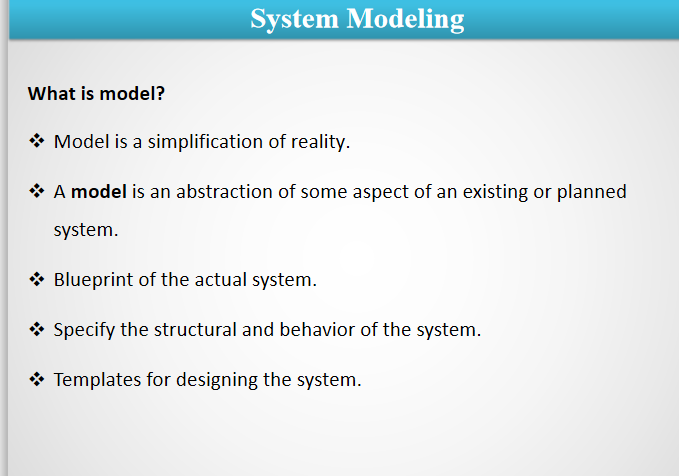 System Modeling
What is model?
❖ Model is a simplification of reality.
❖ A model is an abstraction of some aspect of an existing or planned
system.
❖ Blueprint of the actual system.
❖ Specify the structural and behavior of the system.
❖ Templates for designing the system.